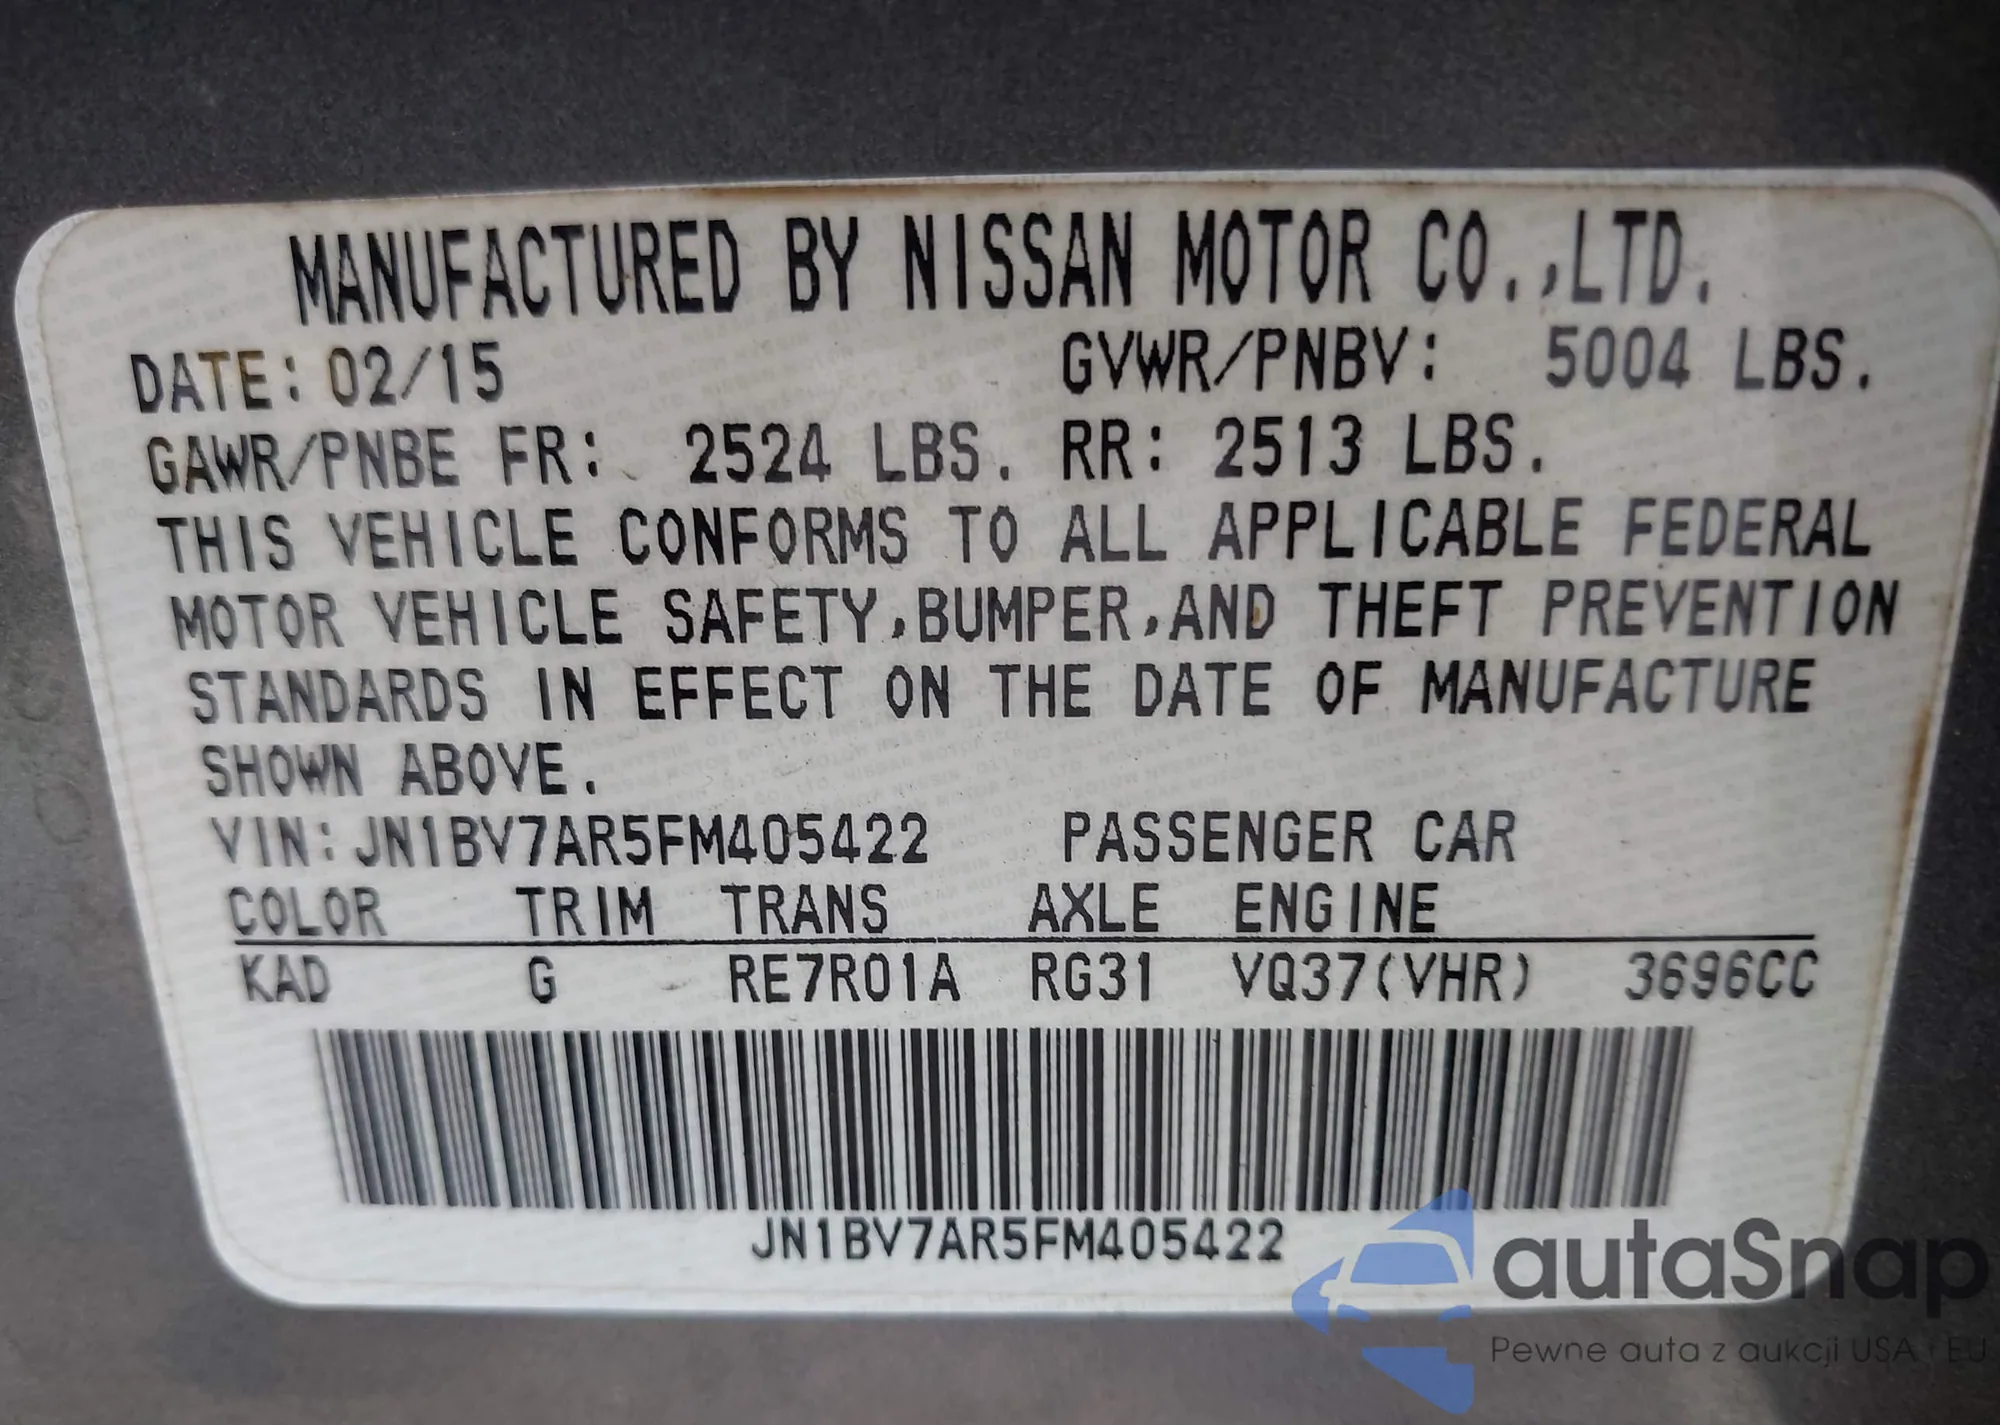 MANUFACTURED BY NISSAN MOTOR CO.,LTD.
DATE: 02/15 GVWR/PNBV: 5004 LBS.
GAWR/PNBE FR: 2524 LBS. RR: 2513 LBS.
THIS VEHICLE CONFORMS TO ALL APPLICABLE FEDERAL
MOTOR VEHICLE SAFETY,BUMPER,AND THEFT PREVENTION
STANDARDS IN EFFECT ON THE DATE OF MANUFACTURE
SHOWN ABOVE.
VIN:JN1BV7AR5FM405422 PASSENGER CAR
COLOR TRIM TRANS AXLE ENGINE
KAD G RE7R01A RG31 VQ37(VHR) 3696CC
JN1BV7AR5FM405422
autaSnap
Pewne auta z aukcji USA i EU